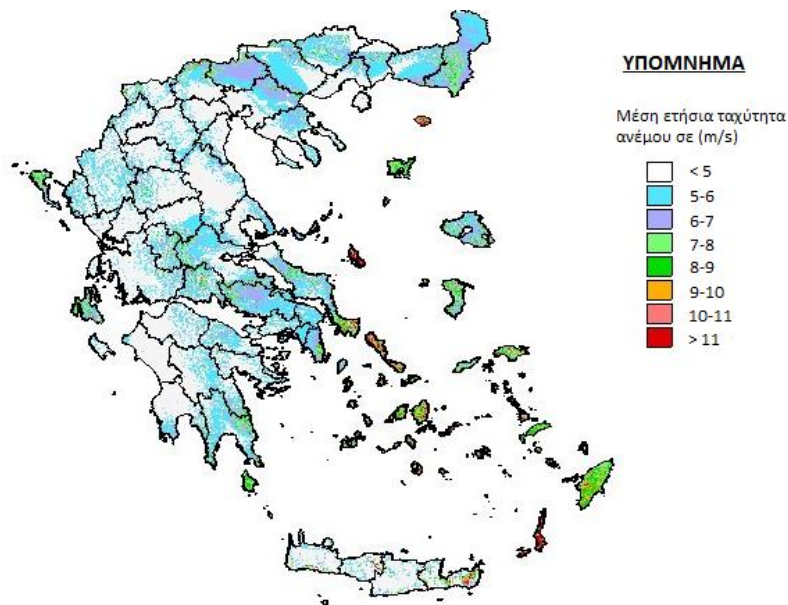 ΥΠΟΜΝΗΜΑ
Μέση ετήσια ταχύτητα
ανέμου σε (m/s)
< 5
5-6
6-7
7-8
8-9
9-10
10-11
> 11